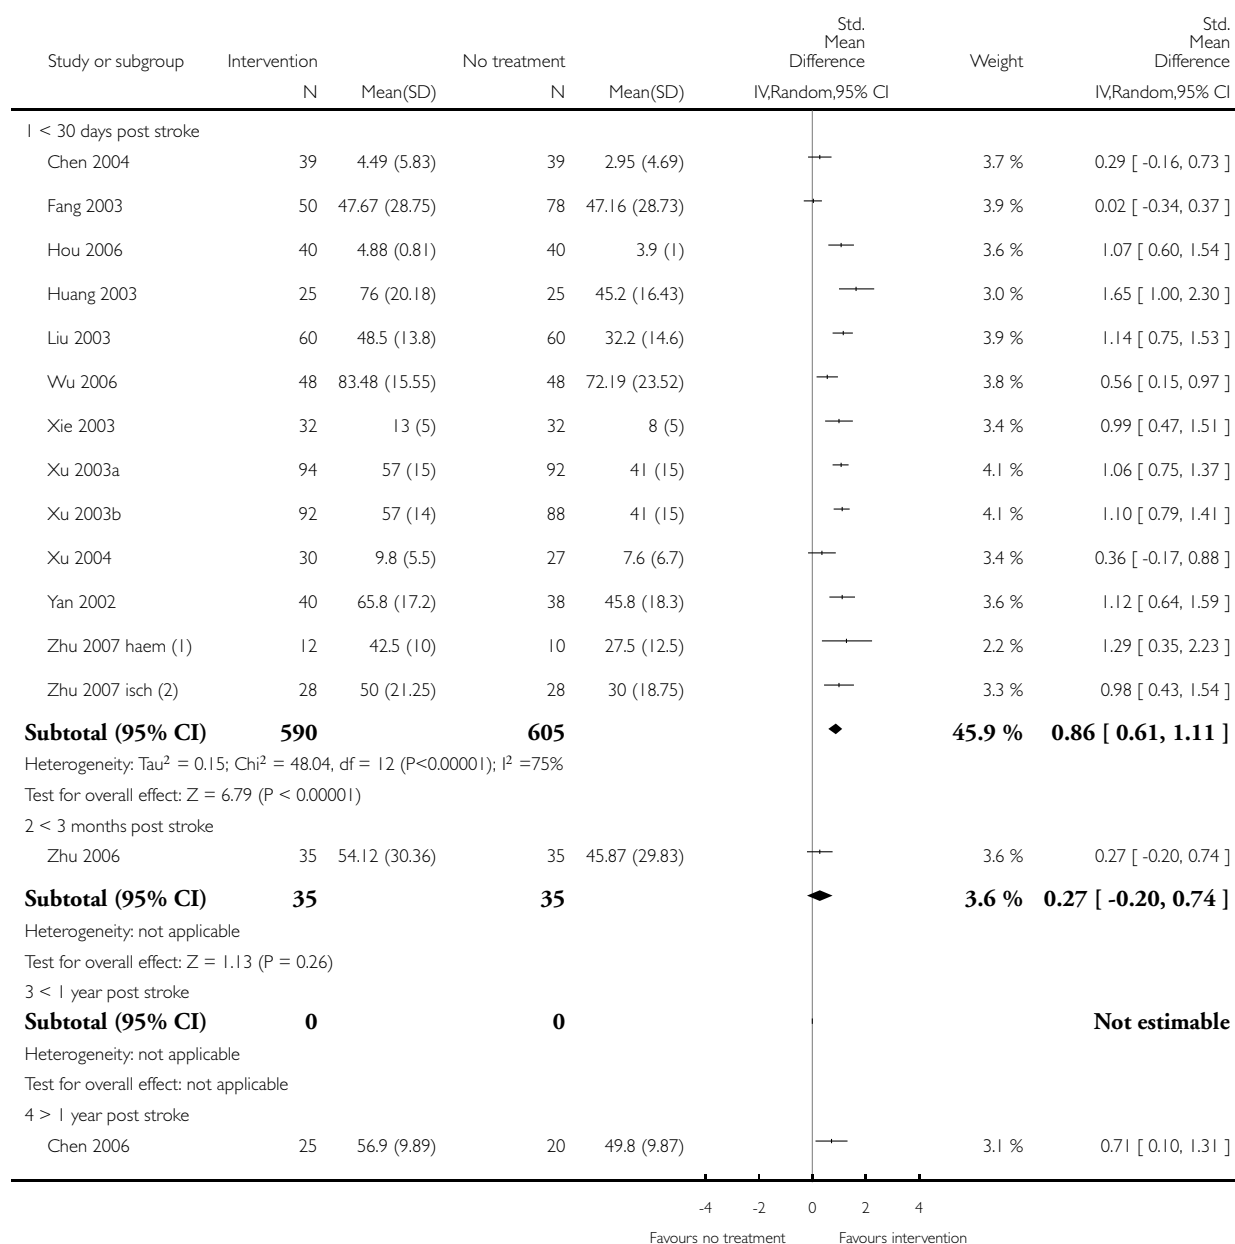 Study or subgroup Intervention No treatment Std. Mean Difference Weight Std. Mean Difference
N Mean(SD) N Mean(SD) IV,Random,95% CI IV,Random,95% CI
1 < 30 days post stroke
Chen 2004 39 4.49 (5.83) 39 2.95 (4.69) 3.7 % 0.29 [ -0.16, 0.73 ]
Fang 2003 50 47.67 (28.75) 78 47.16 (28.73) 3.9 % 0.02 [ -0.34, 0.37 ]
Hou 2006 40 4.88 (0.81) 40 3.9 (1) 3.6 % 1.07 [ 0.60, 1.54 ]
Huang 2003 25 76 (20.18) 25 45.2 (16.43) 3.0 % 1.65 [ 1.00, 2.30 ]
Liu 2003 60 48.5 (13.8) 60 32.2 (14.6) 3.9 % 1.14 [ 0.75, 1.53 ]
Wu 2006 48 83.48 (15.55) 48 72.19 (23.52) 3.8 % 0.56 [ 0.15, 0.97 ]
Xie 2003 32 13 (5) 32 8 (5) 3.4 % 0.99 [ 0.47, 1.51 ]
Xu 2003a 94 57 (15) 92 41 (15) 4.1 % 1.06 [ 0.75, 1.37 ]
Xu 2003b 92 57 (14) 88 41 (15) 4.1 % 1.10 [ 0.79, 1.41 ]
Xu 2004 30 9.8 (5.5) 27 7.6 (6.7) 3.4 % 0.36 [ -0.17, 0.88 ]
Yan 2002 40 65.8 (17.2) 38 45.8 (18.3) 3.6 % 1.12 [ 0.64, 1.59 ]
Zhu 2007 haem (1) 12 42.5 (10) 10 27.5 (12.5) 2.2 % 1.29 [ 0.35, 2.23 ]
Zhu 2007 isch (2) 28 50 (21.25) 28 30 (18.75) 3.3 % 0.98 [ 0.43, 1.54 ]
Subtotal (95% CI) 590 605 45.9 % 0.86 [ 0.61, 1.11 ]
Heterogeneity: Tau² = 0.15; Chi² = 48.04, df = 12 (P<0.00001); I² =75%
Test for overall effect: Z = 6.79 (P < 0.00001)
2 < 3 months post stroke
Zhu 2006 35 54.12 (30.36) 35 45.87 (29.83) 3.6 % 0.27 [ -0.20, 0.74 ]
Subtotal (95% CI) 35 35 3.6 % 0.27 [ -0.20, 0.74 ]
Heterogeneity: not applicable
Test for overall effect: Z = 1.13 (P = 0.26)
3 < 1 year post stroke
Subtotal (95% CI) 0 0 Not estimable
Heterogeneity: not applicable
Test for overall effect: not applicable
4 > 1 year post stroke
Chen 2006 25 56.9 (9.89) 20 49.8 (9.87) 3.1 % 0.71 [ 0.10, 1.31 ]
-4 -2 0 2 4
Favours no treatment Favours intervention